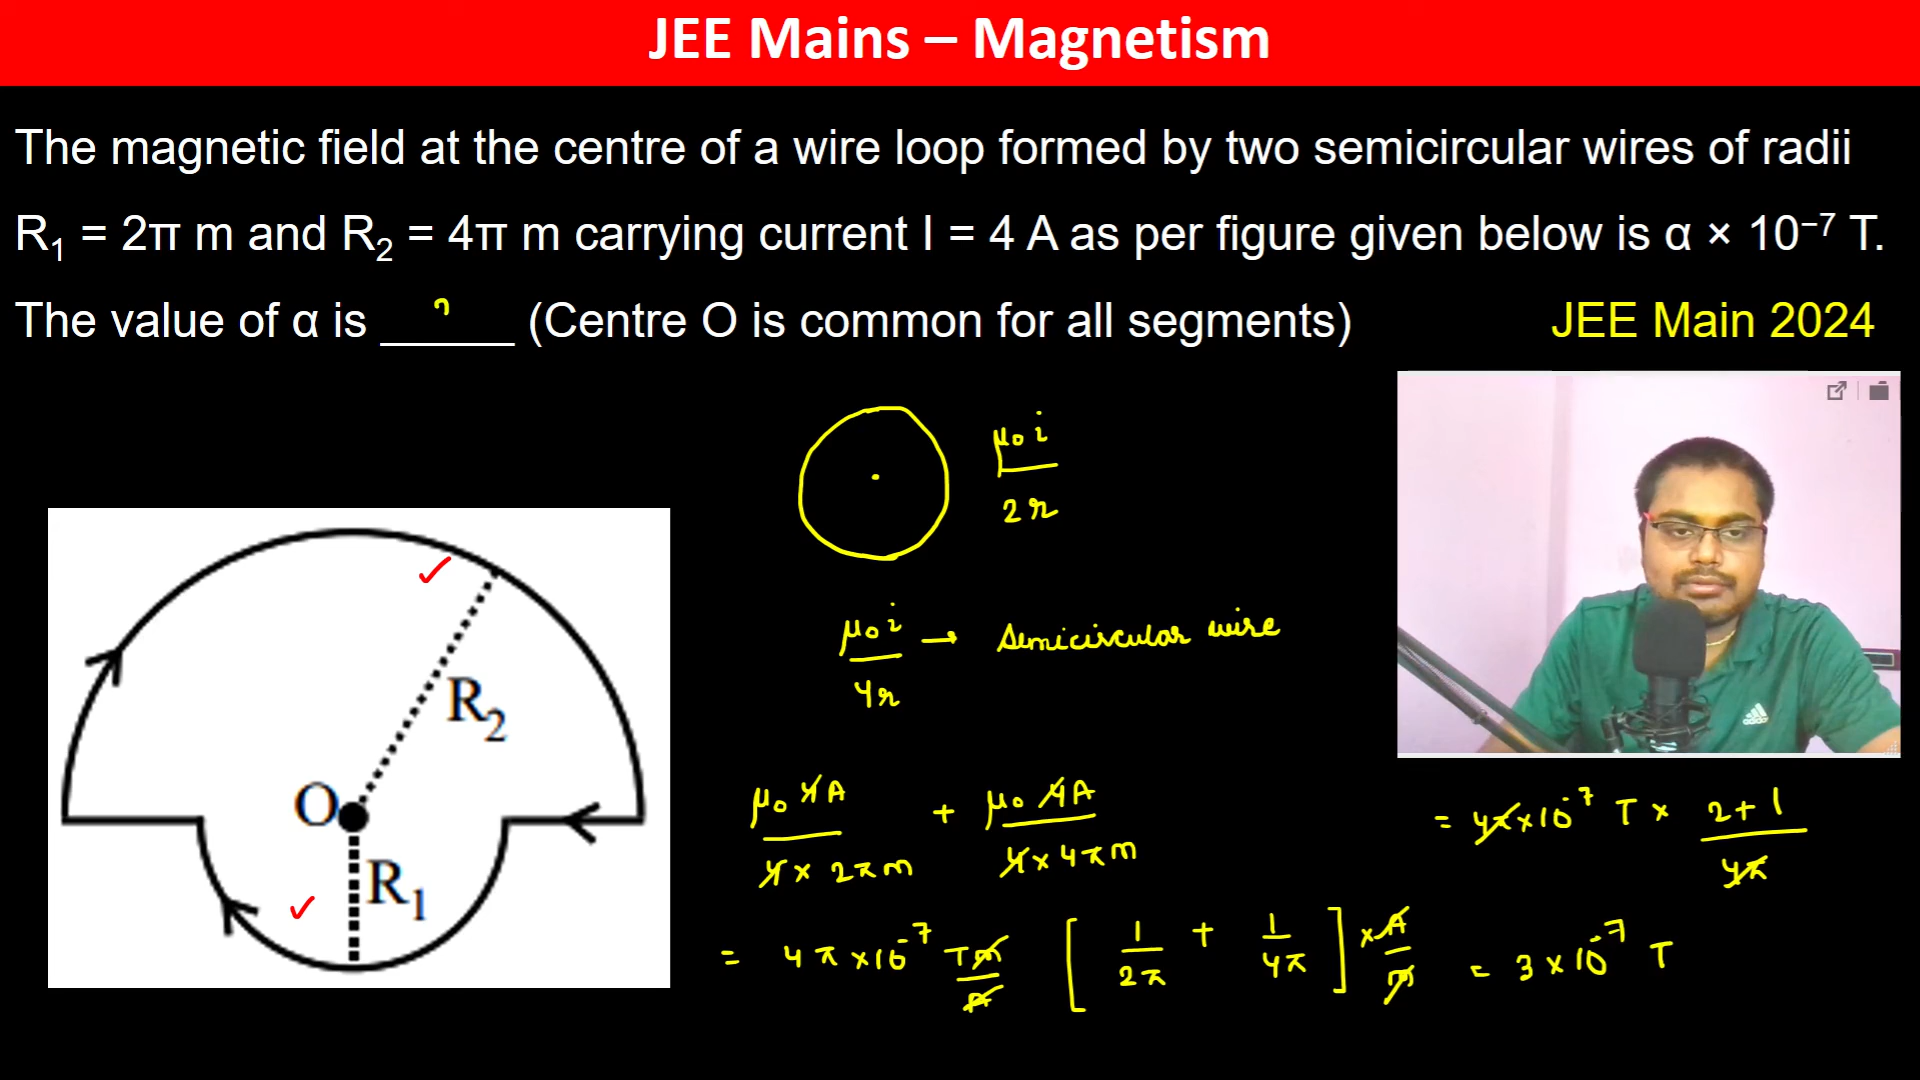 JEE Mains – Magnetism
The magnetic field at the centre of a wire loop formed by two semicircular wires of radii
R₁ = 2π m and R₂ = 4π m carrying current I = 4 A as per figure given below is α × 10⁻⁷ T.
The value of α is _____ (Centre O is common for all segments)
JEE Main 2024
μ₀ i / 2r
μ₀ i / 4r → Semicircular wire
R₂
O
R₁
μ₀ 4A / 4 × 2π m + μ₀ 4A / 4 × 4π m
= 4π × 10⁻⁷ T m / A [ 1 / 2π + 1 / 4π ] × A / m
= 4π × 10⁻⁷ T × 2 + 1 / 4π
= 3 × 10⁻⁷ T
adidas